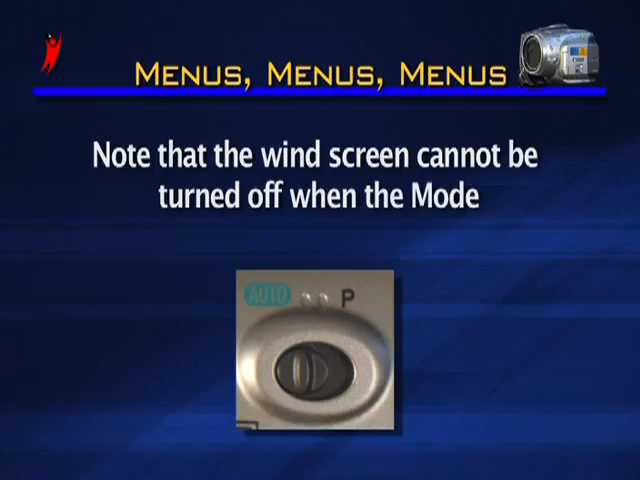 Menus, Menus, Menus
Note that the wind screen cannot be
turned off when the Mode
AUTO P